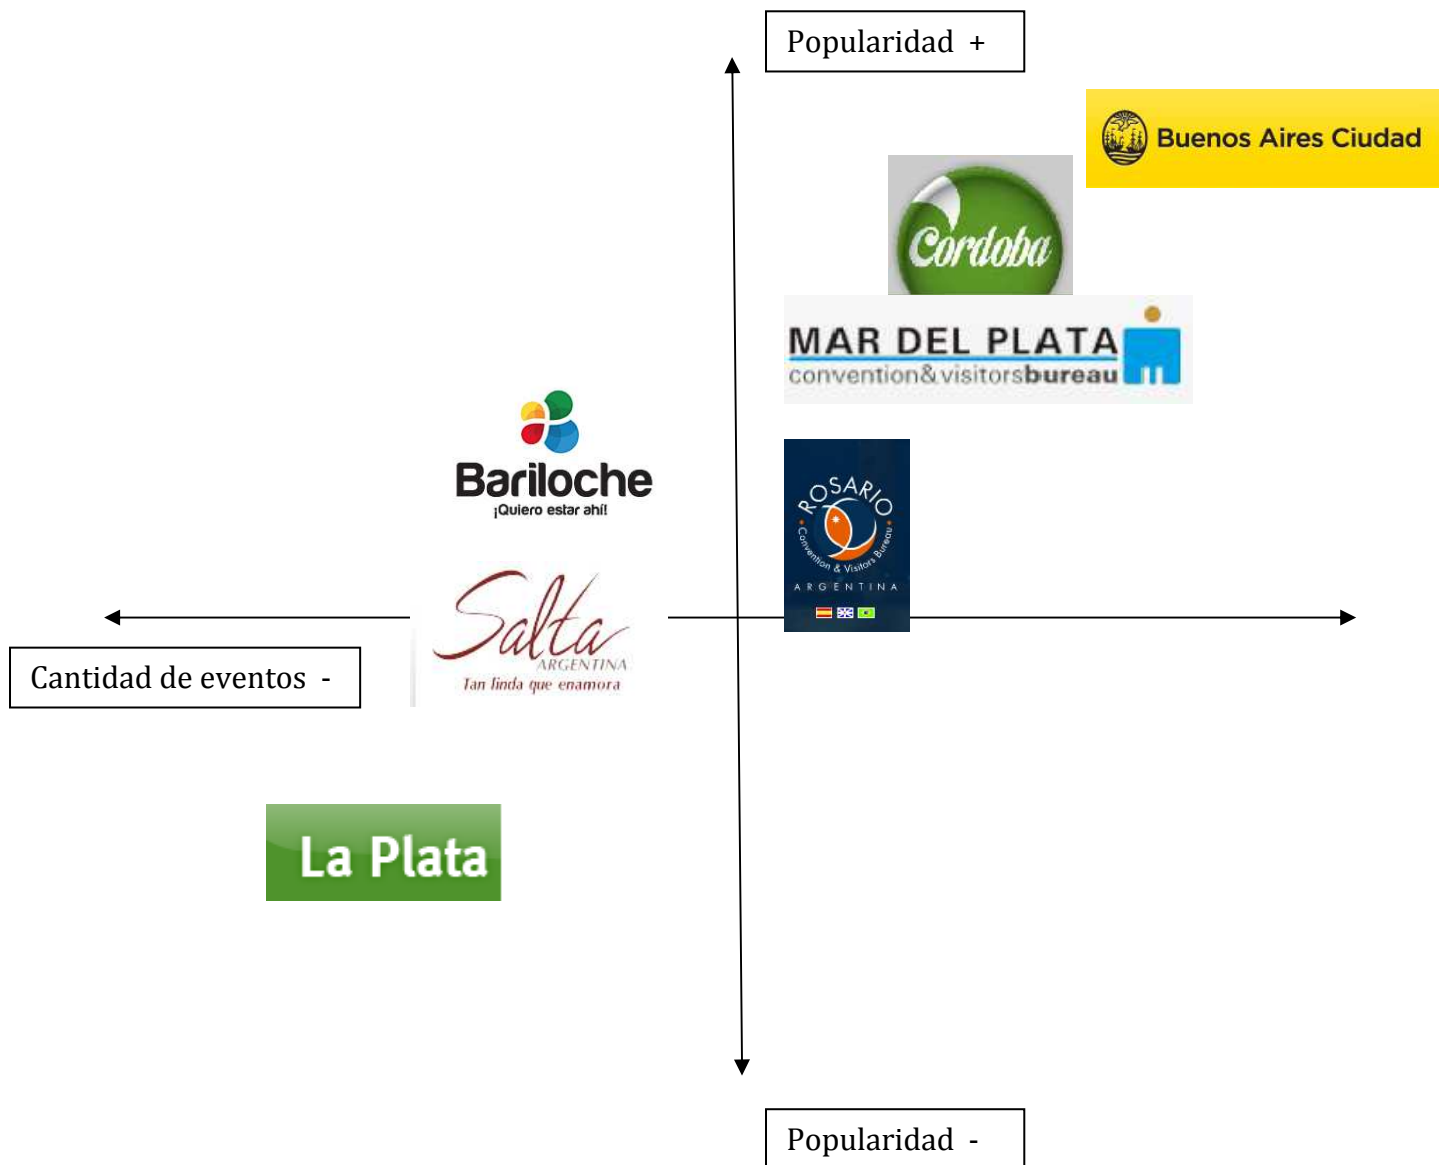 Popularidad +
Buenos Aires Ciudad
Cordoba
MAR DEL PLATA
convention&visitorsbureau
Bariloche
¡Quiero estar ahí!
ROSARIO
Convention & Visitors Bureau
ARGENTINA
Salta
ARGENTINA
Tan linda que enamora
Cantidad de eventos -
La Plata
Popularidad -